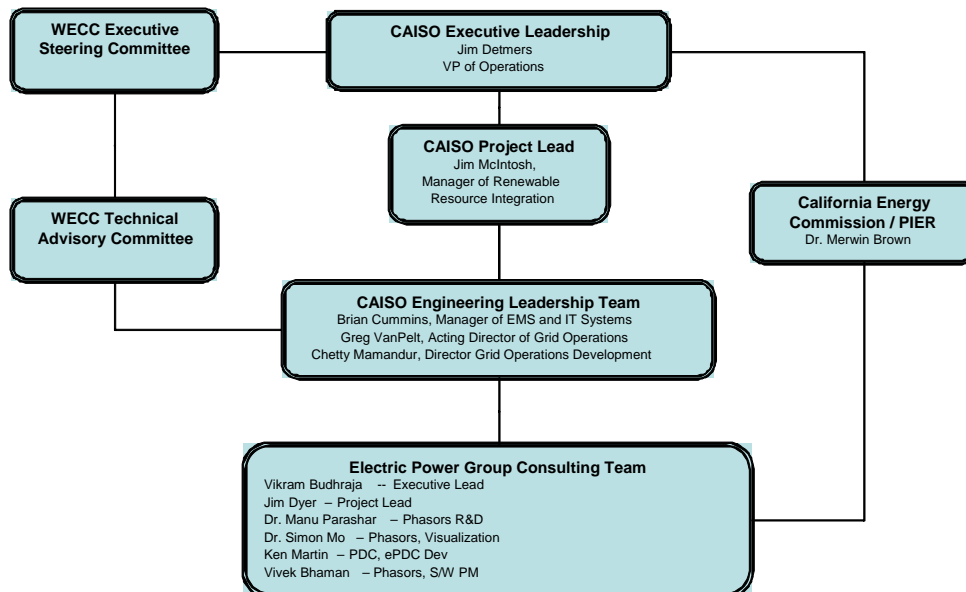 WECC Executive
Steering Committee
CAISO Executive Leadership
Jim Detmers
VP of Operations
CAISO Project Lead
Jim McIntosh,
Manager of Renewable
Resource Integration
WECC Technical
Advisory Committee
California Energy
Commission / PIER
Dr. Merwin Brown
CAISO Engineering Leadership Team
Brian Cummins, Manager of EMS and IT Systems
Greg VanPelt, Acting Director of Grid Operations
Chetty Mamandur, Director Grid Operations Development
Electric Power Group Consulting Team
Vikram Budhraja -- Executive Lead
Jim Dyer – Project Lead
Dr. Manu Parashar – Phasors R&D
Dr. Simon Mo – Phasors, Visualization
Ken Martin – PDC, ePDC Dev
Vivek Bhaman – Phasors, S/W PM